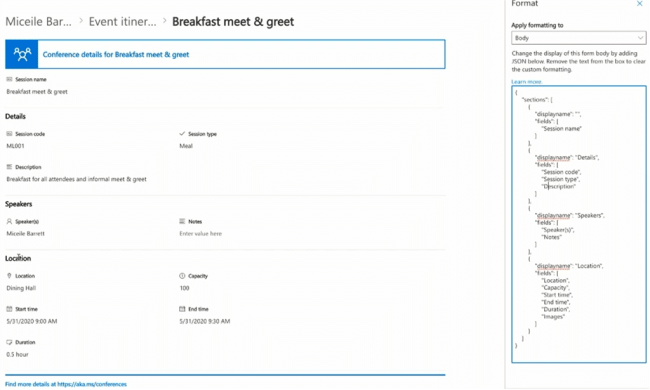 Miceile Bar... > Event itiner... > Breakfast meet & greet
Conference details for Breakfast meet & greet
Session name
Breakfast meet & greet
Details
Session code
Session type
ML001
Meal
Description
Breakfast for all attendees and informal meet & greet
Speakers
Speaker(s)
Notes
Miceile Barrett
Enter value here
Location
Location
Capacity
Dining Hall
100
Start time
End time
5/31/2020 9:00 AM
5/31/2020 9:30 AM
Duration
0.5 hour
Find more details at https://aka.ms/conferences
Format
Apply formatting to
Body
Change the display of this form body by adding
JSON below. Remove the text from the box to clear
the custom formatting.
Learn more.
{
"sections": [
{
"displayname": "",
"fields": [
"Session name"
]
},
{
"displayname": "Details",
"fields": [
"Session code",
"Session type",
"Description"
]
},
{
"displayname": "Speakers",
"fields": [
"Speaker(s)",
"Notes"
]
},
{
"displayname": "Location",
"fields": [
"Location",
"Capacity",
"Start time",
"End time",
"Duration",
"Images"
]
}
]
}